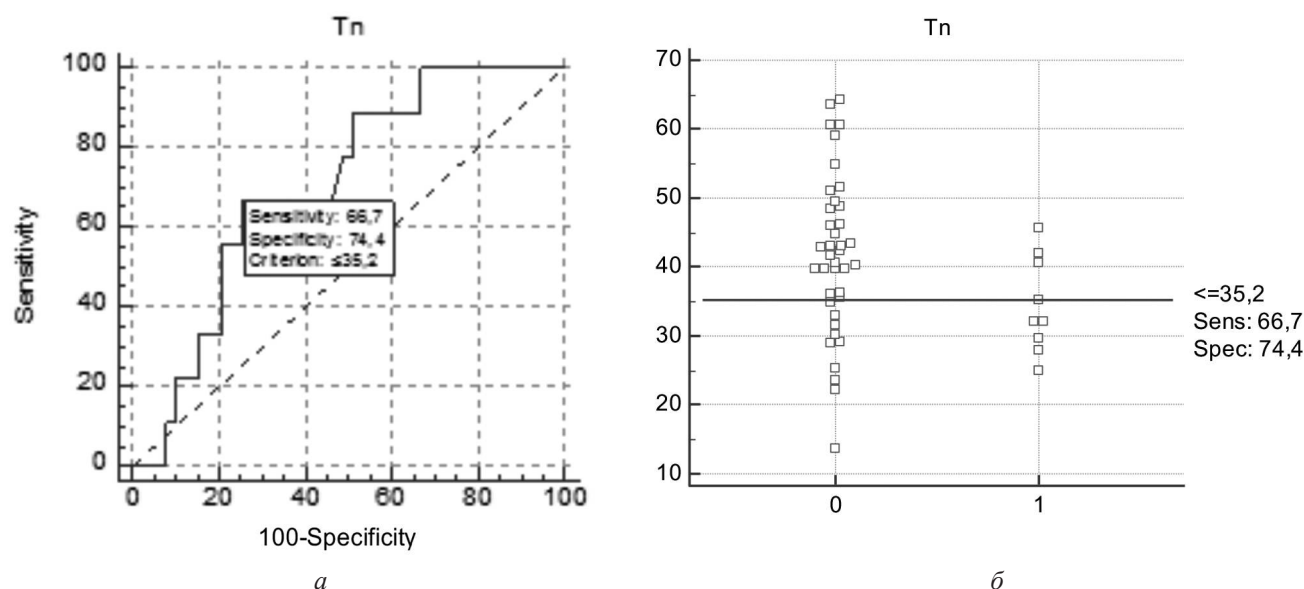 Tn
100
80
60
40
20
0
Sensitivity
Sensitivity: 66,7
Specificity: 74,4
Criterion: ≤35,2
0 20 40 60 80 100
100-Specificity
а
Tn
70
60
50
40
30
20
10
<=35,2
Sens: 66,7
Spec: 74,4
0 1
б